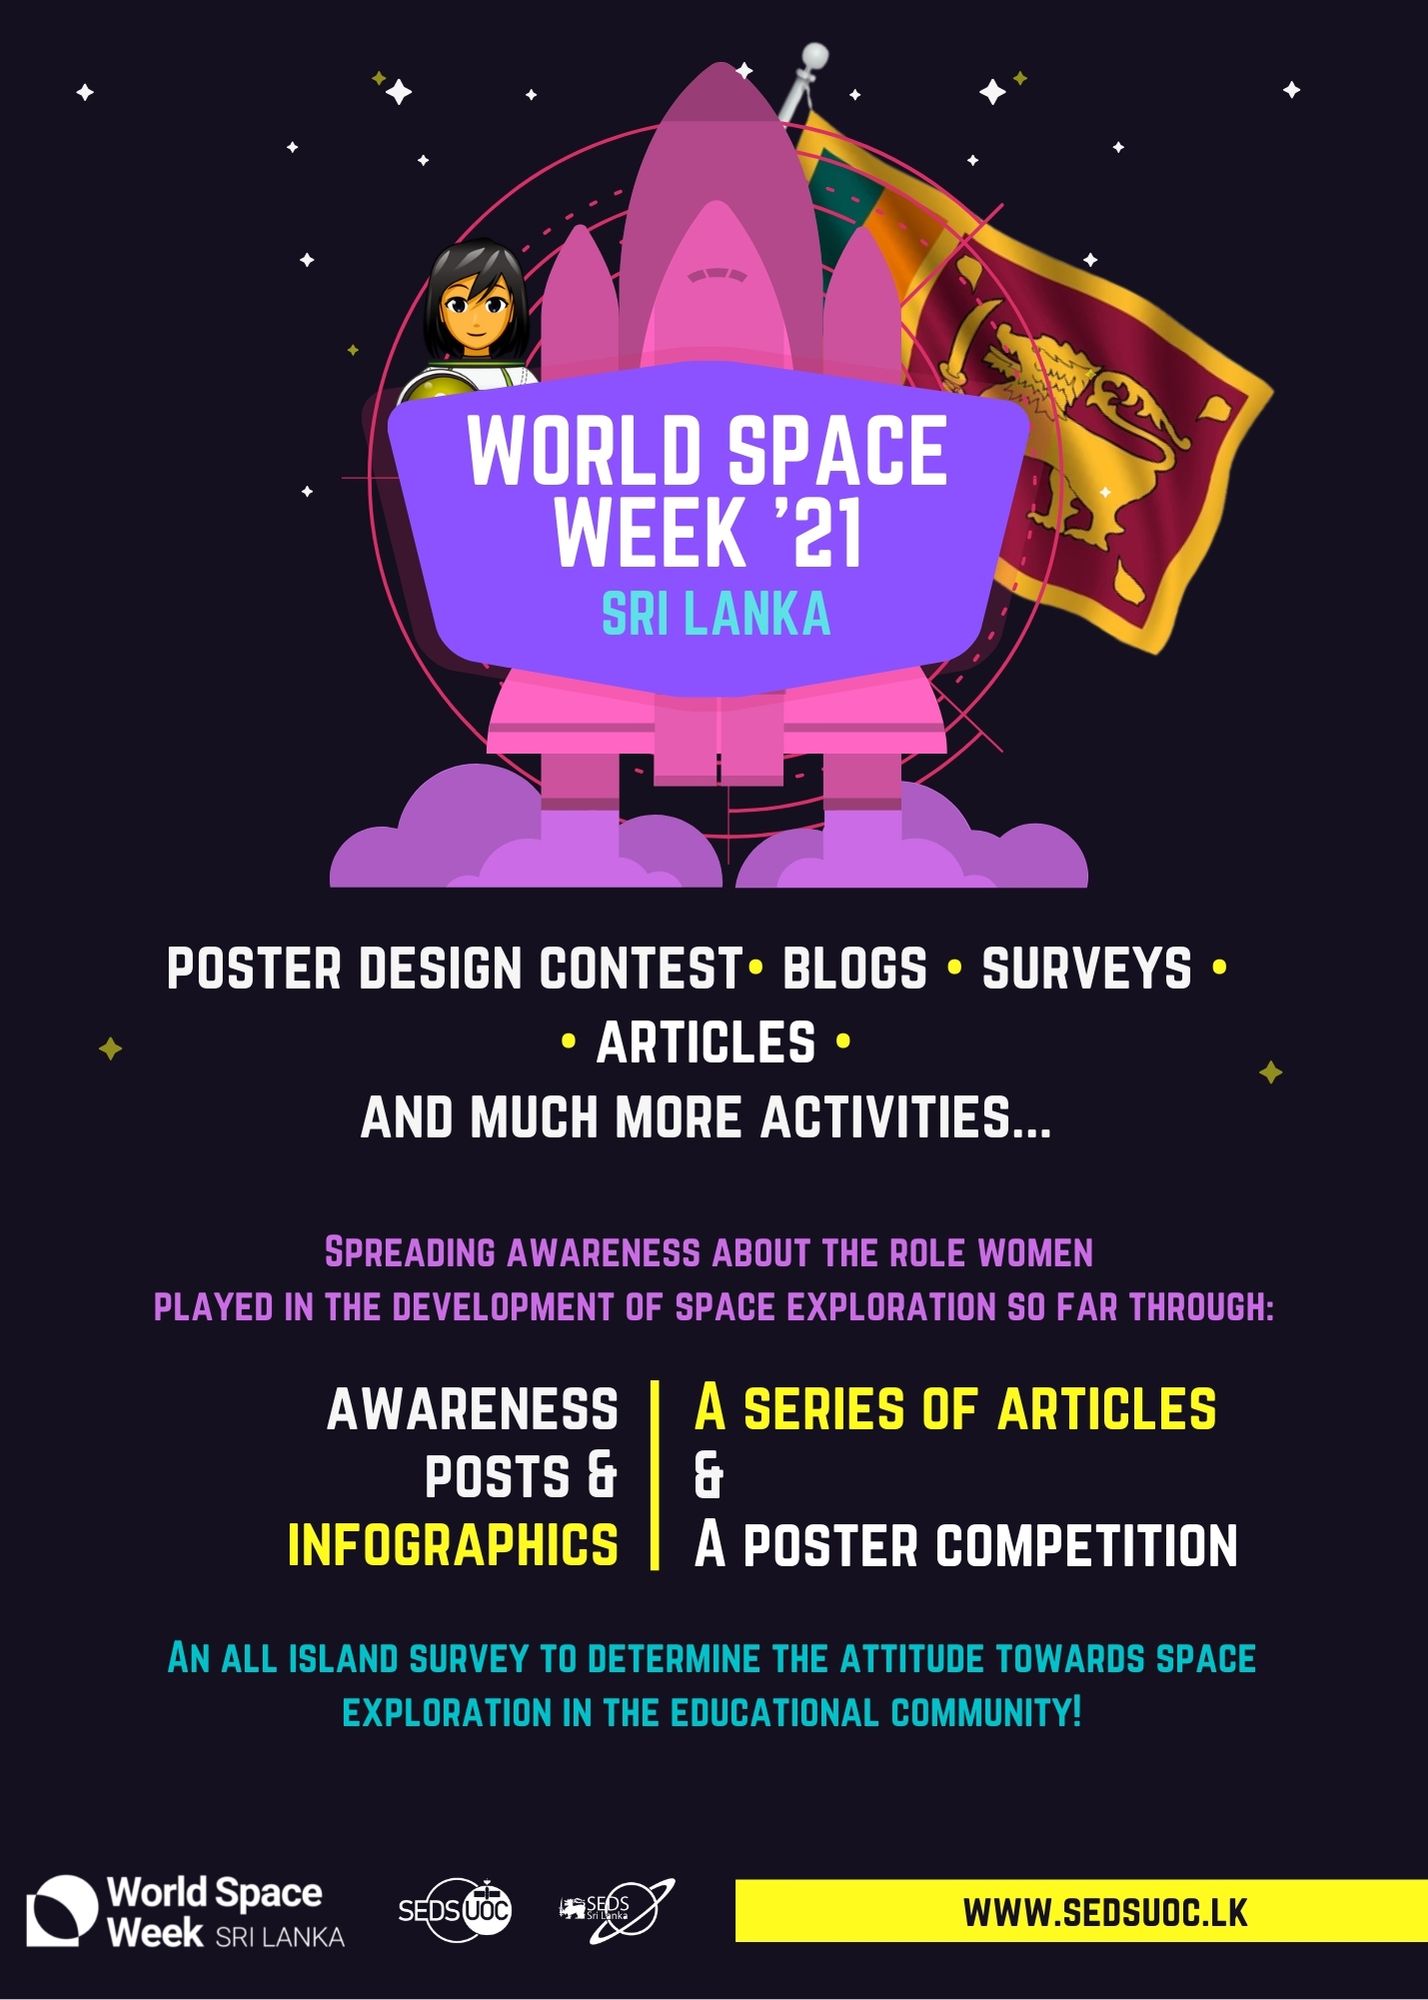 WORLD SPACE
WEEK '21
SRI LANKA
POSTER DESIGN CONTEST• BLOGS • SURVEYS •
• ARTICLES •
AND MUCH MORE ACTIVITIES...
SPREADING AWARENESS ABOUT THE ROLE WOMEN
PLAYED IN THE DEVELOPMENT OF SPACE EXPLORATION SO FAR THROUGH:
AWARENESS
POSTS &
INFOGRAPHICS
A SERIES OF ARTICLES
&
A POSTER COMPETITION
AN ALL ISLAND SURVEY TO DETERMINE THE ATTITUDE TOWARDS SPACE
EXPLORATION IN THE EDUCATIONAL COMMUNITY!
World Space
Week SRI LANKA
SEDS UOC
SEDS
Sri Lanka
WWW.SEDSUOC.LK